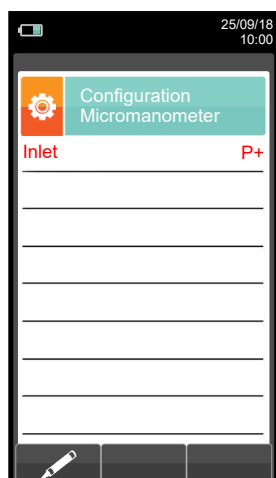 25/09/18
10:00
Configuration
Micromanometer
Inlet P+